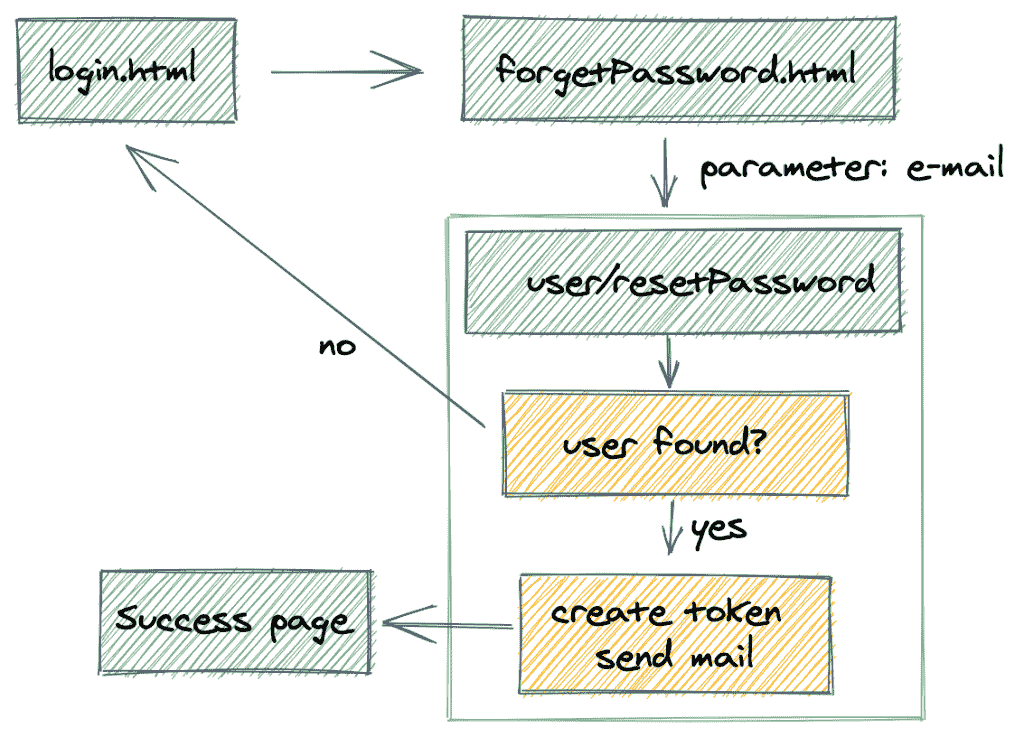 login.html
forgetPassword.html
parameter: e-mail
user/resetPassword
no
user found?
yes
create token
send mail
Success page